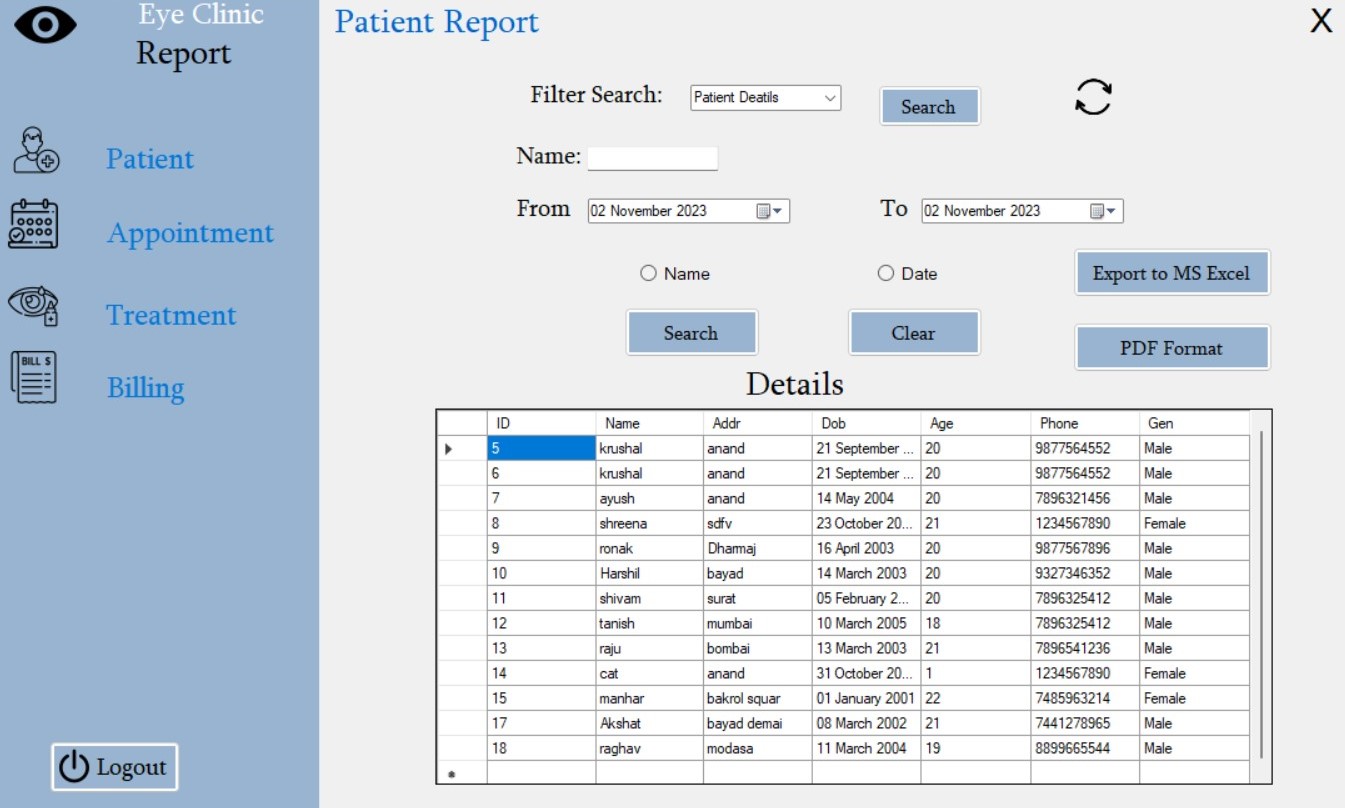 Eye Clinic
Report
Patient
Appointment
Treatment
BILL $
Billing
Logout
Patient Report
X
Filter Search: Patient Deatils Search
Name:
From 02 November 2023 To 02 November 2023
Name Date Export to MS Excel
Search Clear PDF Format
Details
ID Name Addr Dob Age Phone Gen
5 krushal anand 21 September ... 20 9877564552 Male
6 krushal anand 21 September ... 20 9877564552 Male
7 ayush anand 14 May 2004 20 7896321456 Male
8 shreena sdfv 23 October 20... 21 1234567890 Female
9 ronak Dharmaj 16 April 2003 20 9877567896 Male
10 Harshil bayad 14 March 2003 20 9327346352 Male
11 shivam surat 05 February 2... 20 7896325412 Male
12 tanish mumbai 10 March 2005 18 7896325412 Male
13 raju bombai 13 March 2003 21 7896541236 Male
14 cat anand 31 October 20... 1 1234567890 Female
15 manhar bakrol squar 01 January 2001 22 7485963214 Female
17 Akshat bayad demai 08 March 2002 21 7441278965 Male
18 raghav modasa 11 March 2004 19 8899665544 Male